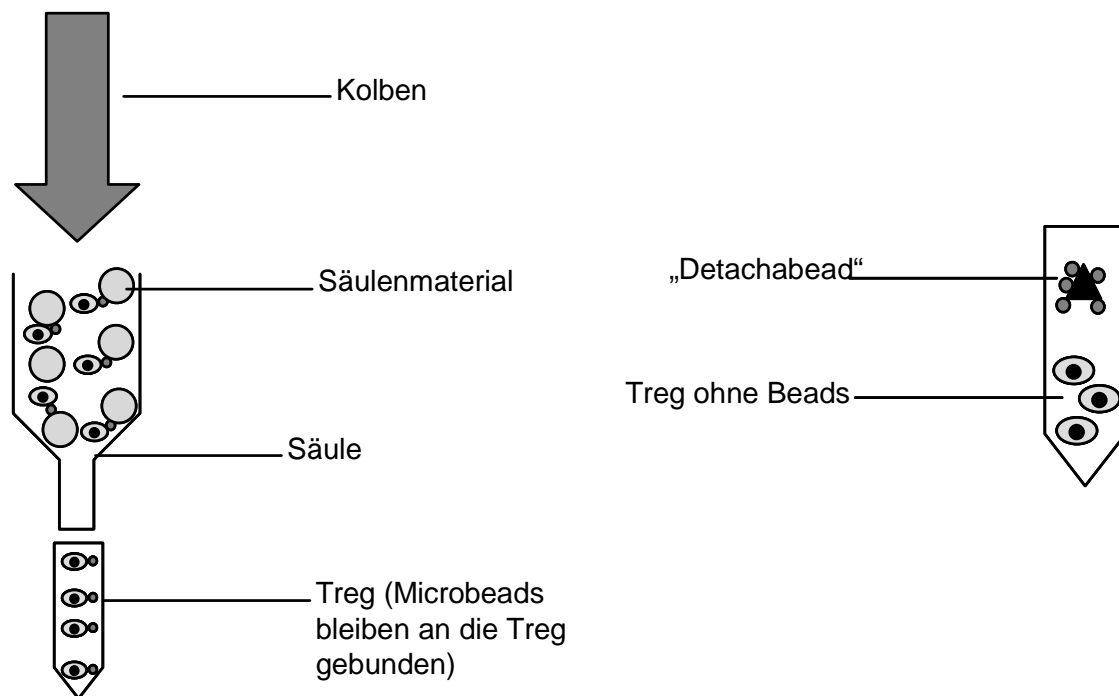 Kolben
Säulenmaterial
Säule
Treg (Microbeads
bleiben an die Treg
gebunden)
„Detachabead“
Treg ohne Beads